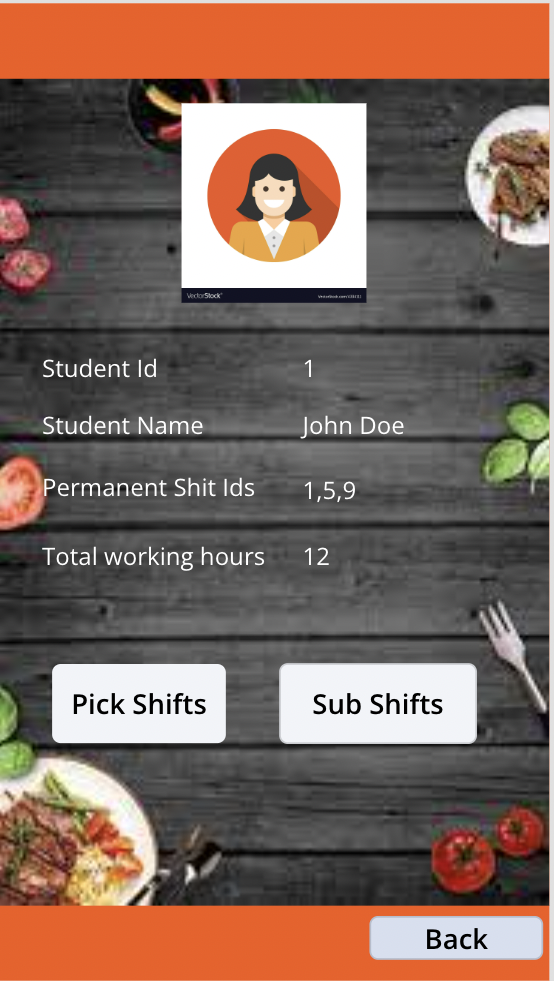 VectorStock
Student Id 1
Student Name John Doe
Permanent Shit Ids 1,5,9
Total working hours 12
Pick Shifts Sub Shifts
Back